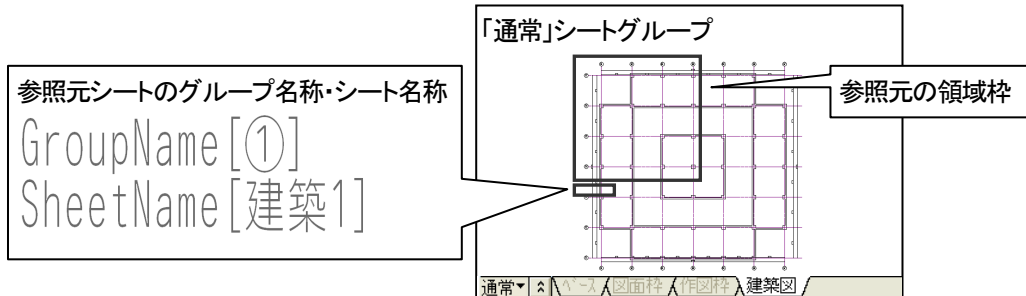 「通常」シートグループ
参照元シートのグループ名称・シート名称
GroupName[①]
SheetName[建築1]
参照元の領域枠
通常▼ ベース 図面枠 作図枠 建築図